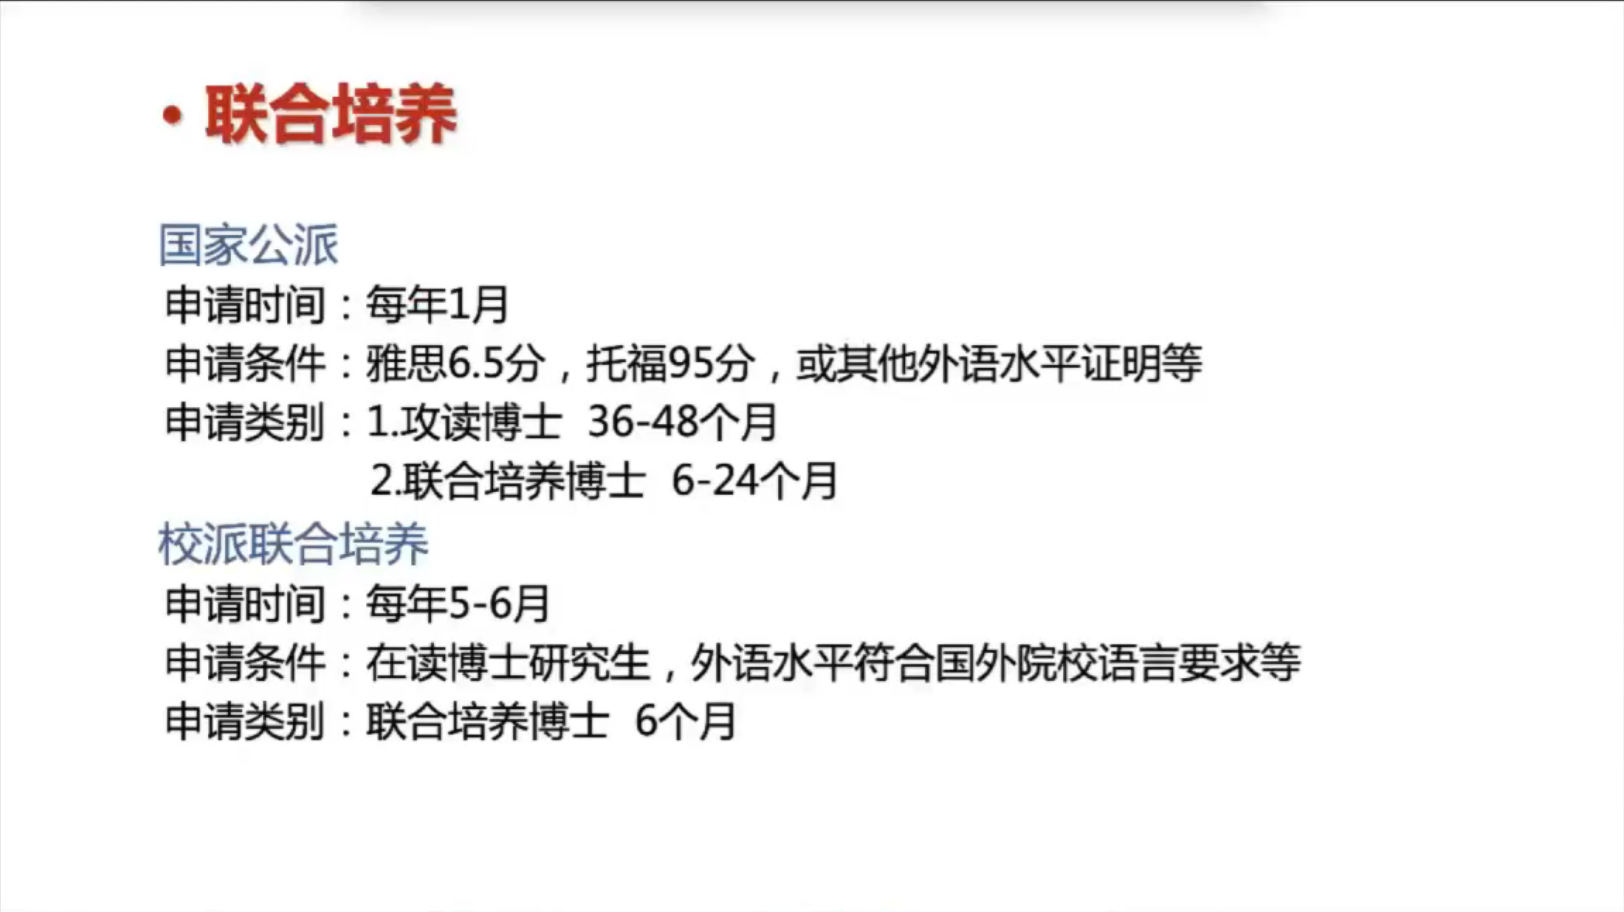 • 联合培养
国家公派
申请时间：每年1月
申请条件：雅思6.5分，托福95分，或其他外语水平证明等
申请类别：1.攻读博士 36-48个月
2.联合培养博士 6-24个月
校派联合培养
申请时间：每年5-6月
申请条件：在读博士研究生，外语水平符合国外院校语言要求等
申请类别：联合培养博士 6个月